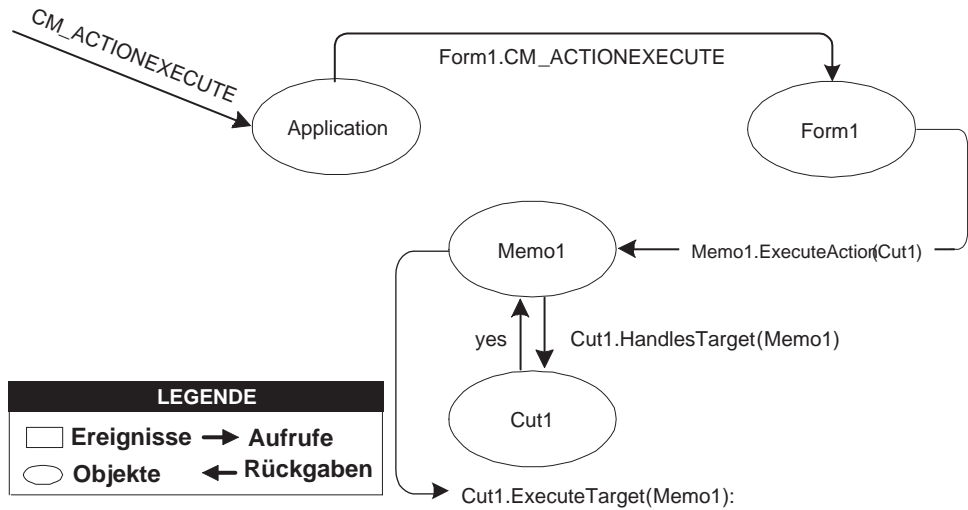 CM_ACTIONEXECUTE
Form1.CM_ACTIONEXECUTE
Application
Form1
Memo1
Memo1.ExecuteAction(Cut1)
yes
Cut1.HandlesTarget(Memo1)
Cut1
LEGENDE
Ereignisse
Aufrufe
Objekte
Rückgaben
Cut1.ExecuteTarget(Memo1):